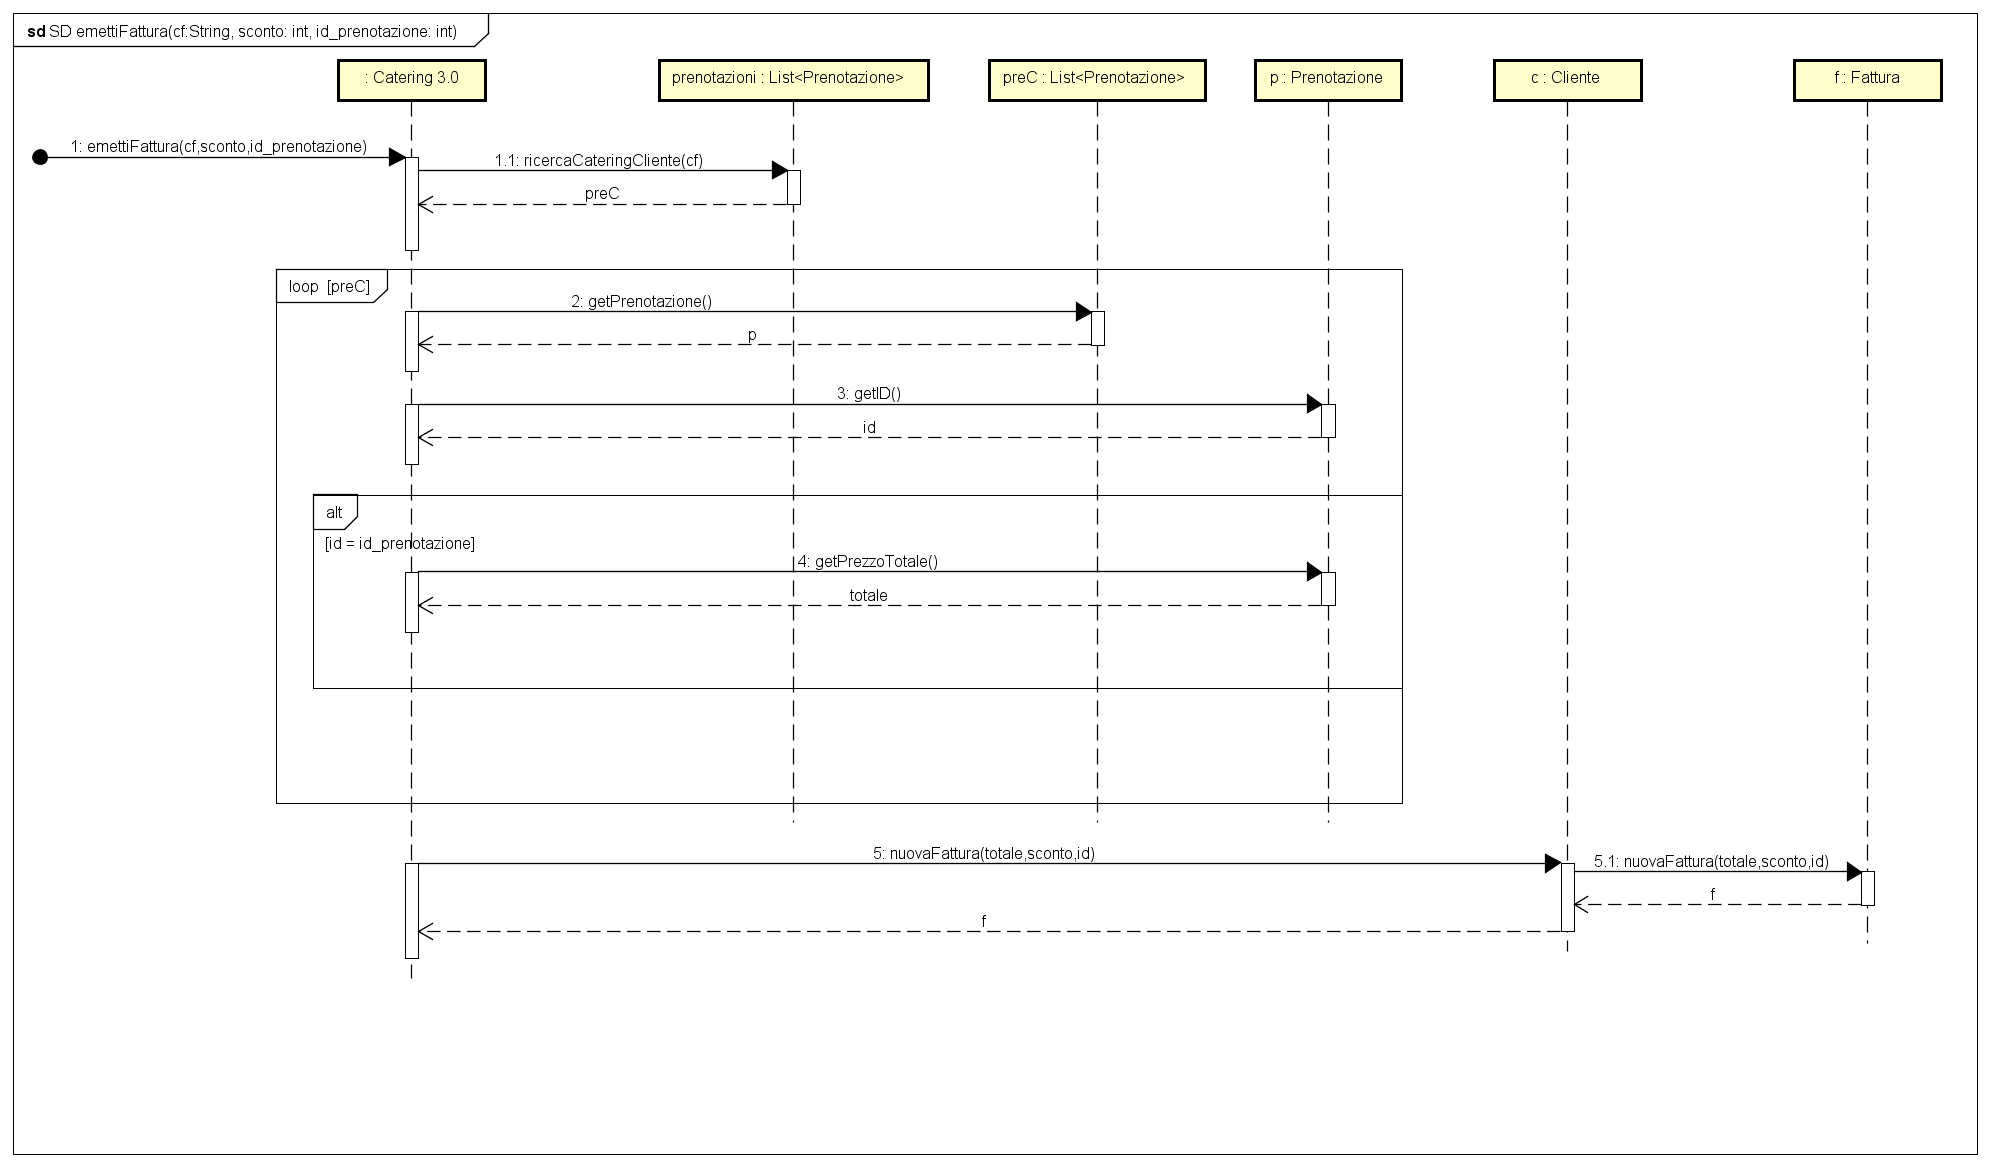 sd SD emettiFattura(cf:String, sconto: int, id_prenotazione: int)
: Catering 3.0
prenotazioni : List<Prenotazione>
preC : List<Prenotazione>
p : Prenotazione
c : Cliente
f : Fattura
1: emettiFattura(cf,sconto,id_prenotazione)
1.1: ricercaCateringCliente(cf)
preC
loop [preC]
2: getPrenotazione()
p
3: getID()
id
alt
[id = id_prenotazione]
4: getPrezzoTotale()
totale
5: nuovaFattura(totale,sconto,id)
5.1: nuovaFattura(totale,sconto,id)
f
f